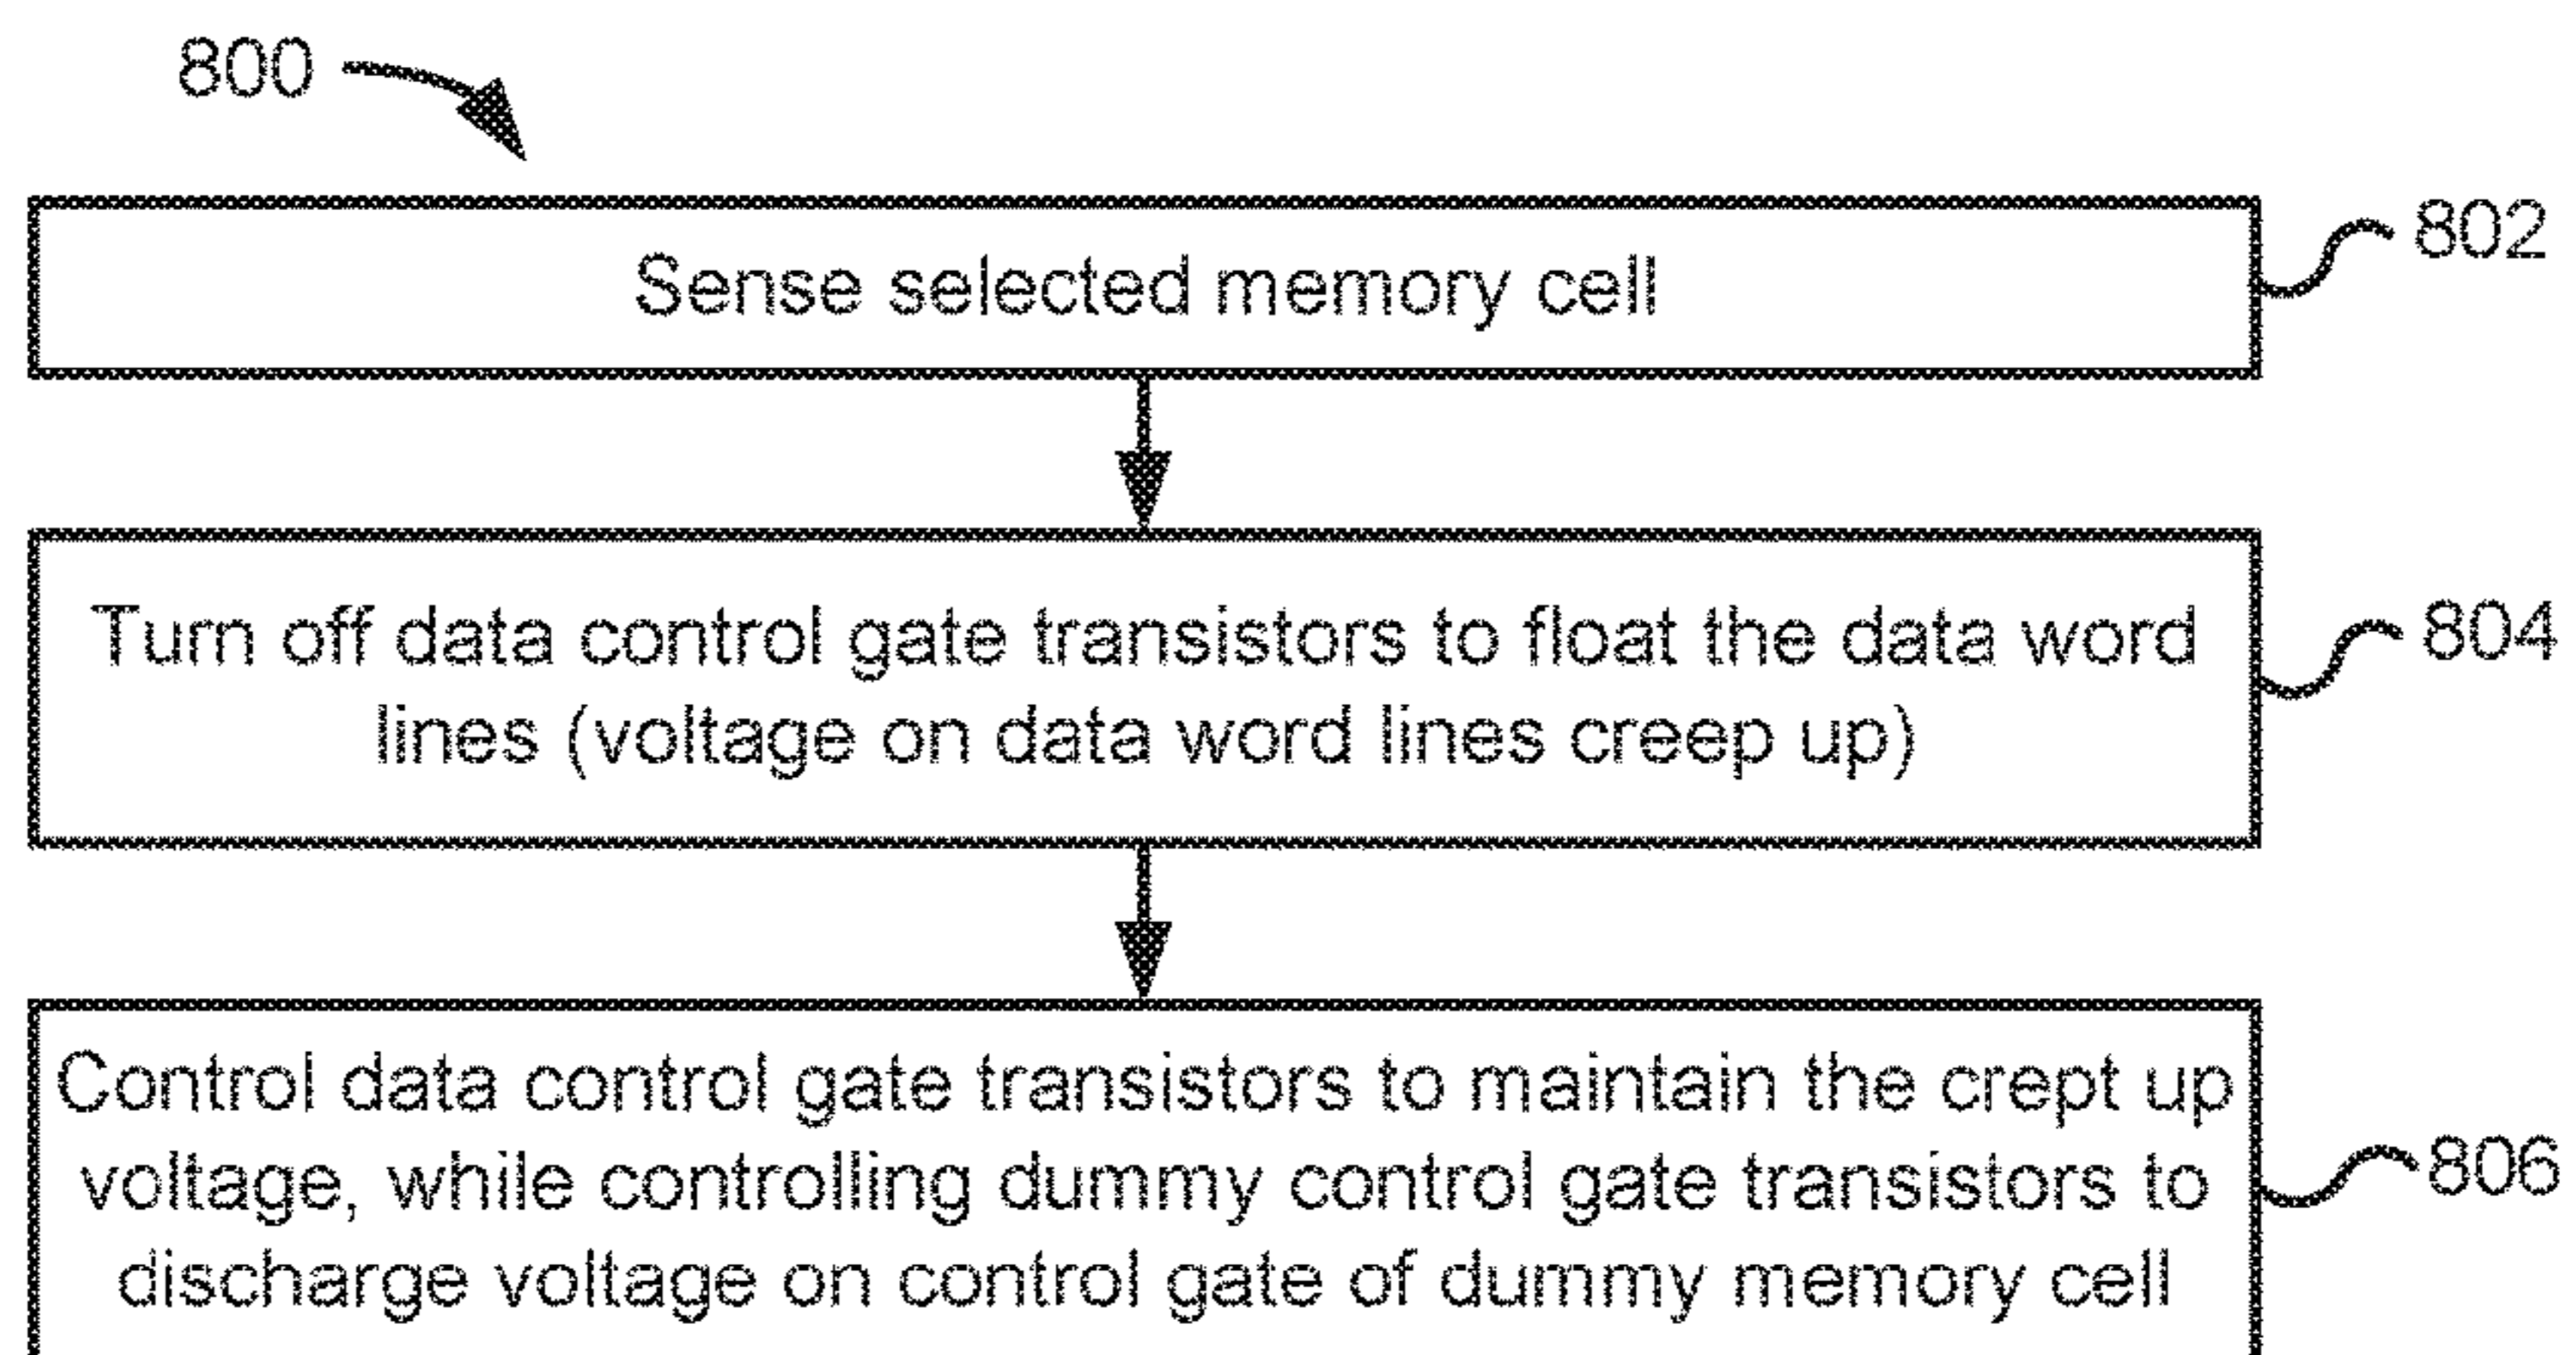 800
802
Sense selected memory cell
804
Turn off data control gate transistors to float the data word
lines (voltage on data word lines creep up)
Control data control gate transistors to maintain the crept up
806
voltage, while controlling dummy control gate transistors to
discharge voltage on control gate of dummy memory cell